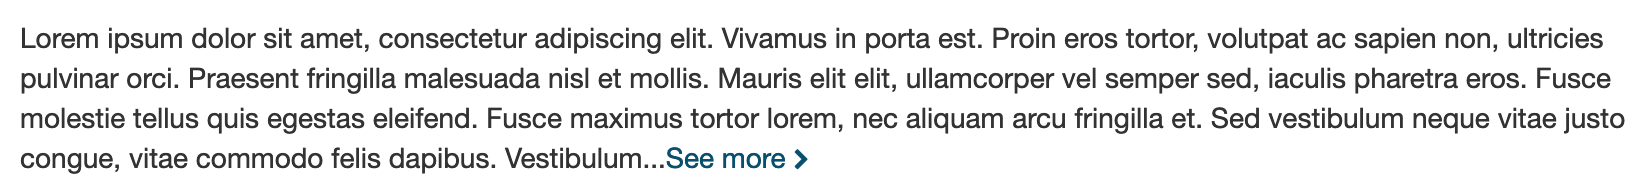 Lorem ipsum dolor sit amet, consectetur adipiscing elit. Vivamus in porta est. Proin eros tortor, volutpat ac sapien non, ultricies
pulvinar orci. Praesent fringilla malesuada nisl et mollis. Mauris elit elit, ullamcorper vel semper sed, iaculis pharetra eros. Fusce
molestie tellus quis egestas eleifend. Fusce maximus tortor lorem, nec aliquam arcu fringilla et. Sed vestibulum neque vitae justo
congue, vitae commodo felis dapibus. Vestibulum...See more